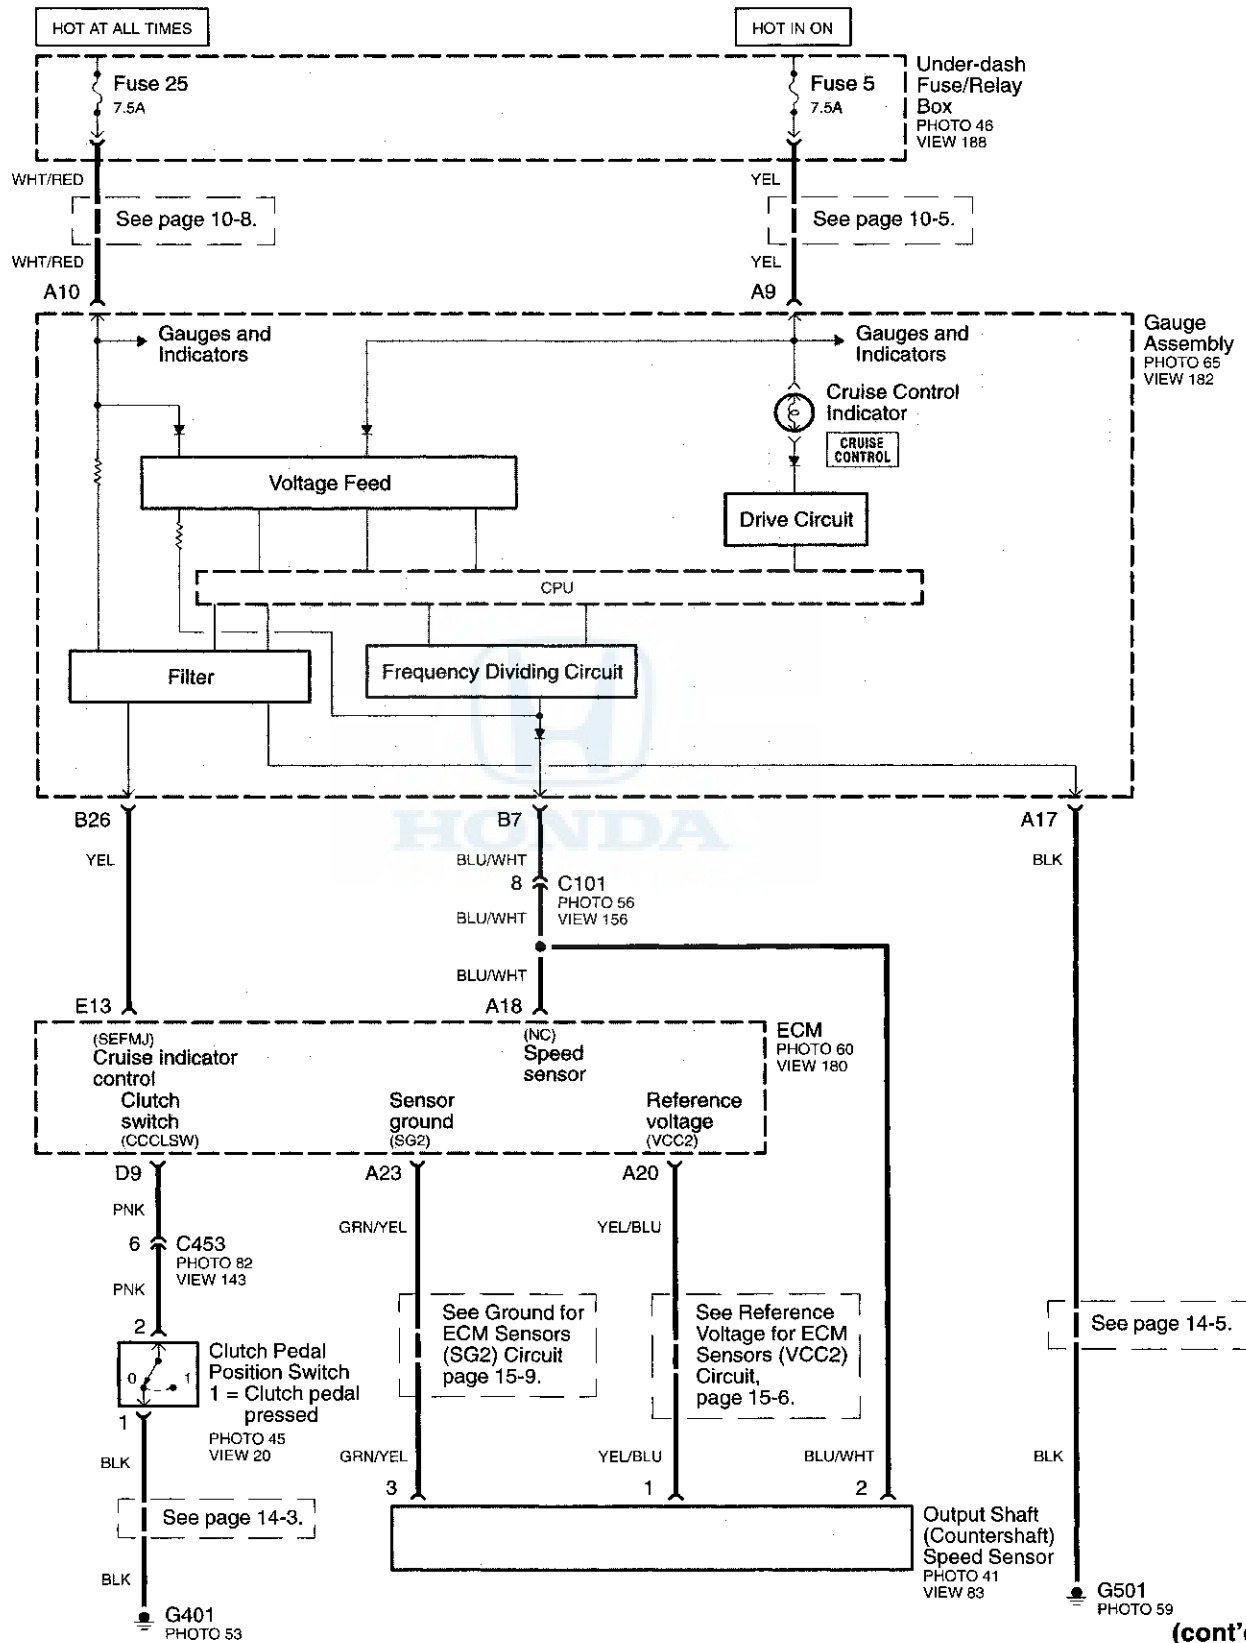 HOT AT ALL TIMES
HOT IN ON
Fuse 25
7.5A
Fuse 5
7.5A
Under-dash
Fuse/Relay
Box
PHOTO 46
VIEW 188
WHT/RED
YEL
See page 10-8.
See page 10-5.
WHT/RED
YEL
A10
A9
Gauges and
Indicators
Gauges and
Indicators
Gauge
Assembly
PHOTO 65
VIEW 182
Cruise Control
Indicator
CRUISE
CONTROL
Voltage Feed
Drive Circuit
CPU
Filter
Frequency Dividing Circuit
HONDA
B26
B7
A17
YEL
BLU/WHT
BLK
8
C101
PHOTO 56
VIEW 156
BLU/WHT
BLU/WHT
E13
A18
(SEFMJ)
Cruise indicator
control
(NC)
Speed
sensor
ECM
PHOTO 60
VIEW 180
Clutch
switch
(CCCLSW)
Sensor
ground
(SG2)
Reference
voltage
(VCC2)
D9
A23
A20
PNK
GRN/YEL
YEL/BLU
6
C453
PHOTO 82
VIEW 143
PNK
2
See Ground for
ECM Sensors
(SG2) Circuit
page 15-9.
See Reference
Voltage for ECM
Sensors (VCC2)
Circuit,
page 15-6.
See page 14-5.
0
1
Clutch Pedal
Position Switch
1 = Clutch pedal
pressed
PHOTO 45
VIEW 20
1
BLK
GRN/YEL
YEL/BLU
BLU/WHT
BLK
3
1
2
See page 14-3.
Output Shaft
(Countershaft)
Speed Sensor
PHOTO 41
VIEW 83
BLK
G401
PHOTO 53
G501
PHOTO 59
(cont'd